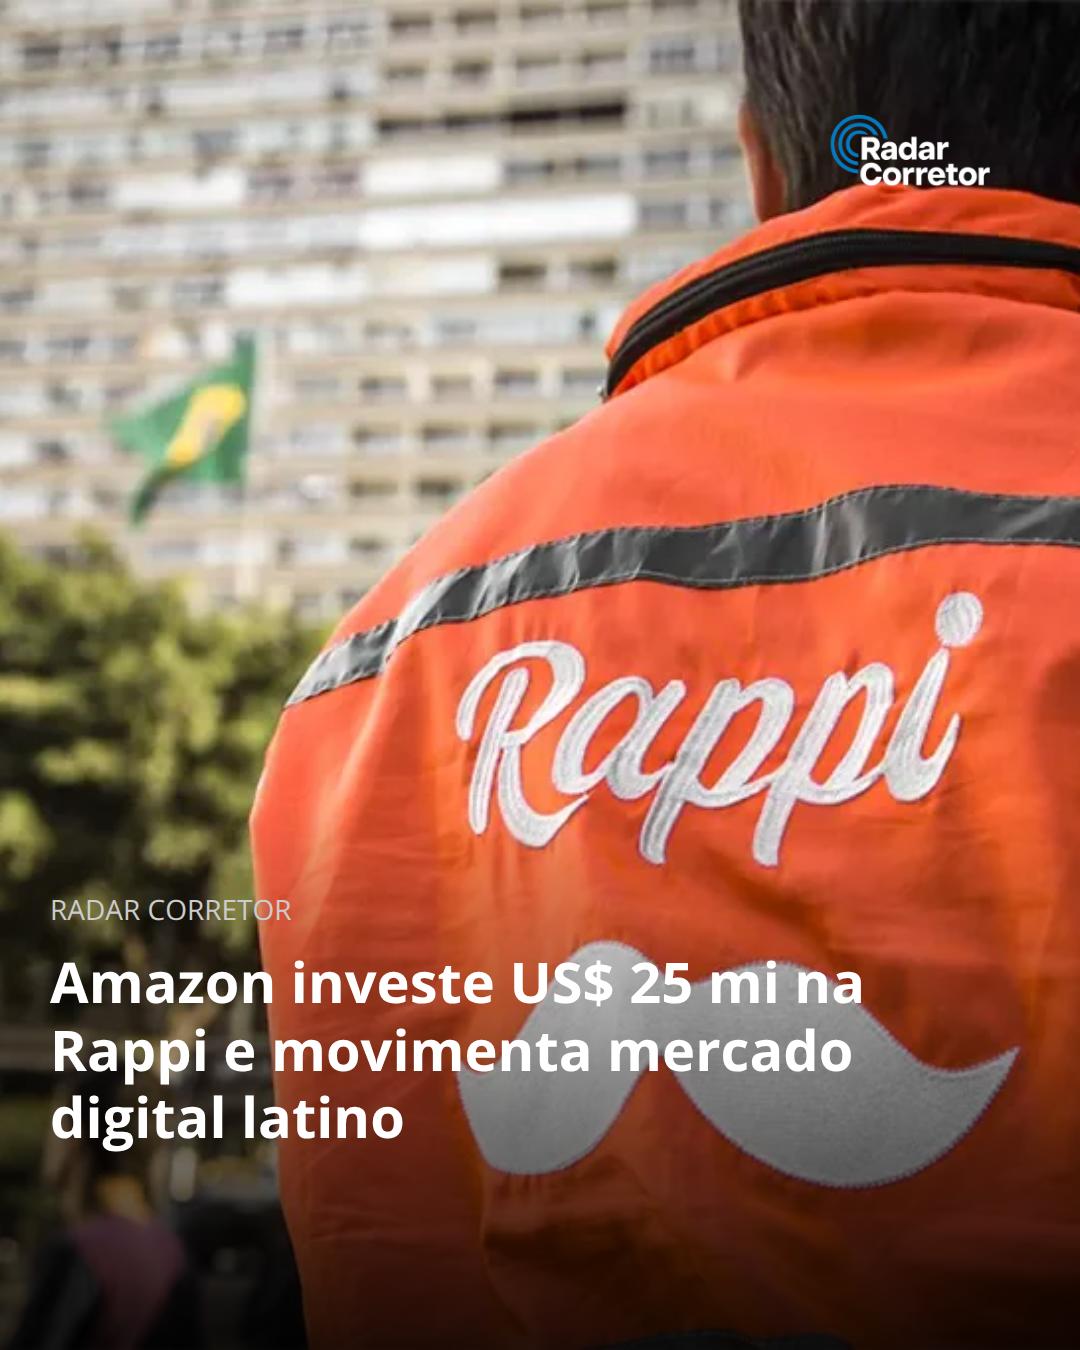 Radar
Corretor
Rappi
RADAR CORRETOR
Amazon investe US$ 25 mi na
Rappi e movimenta mercado
digital latino